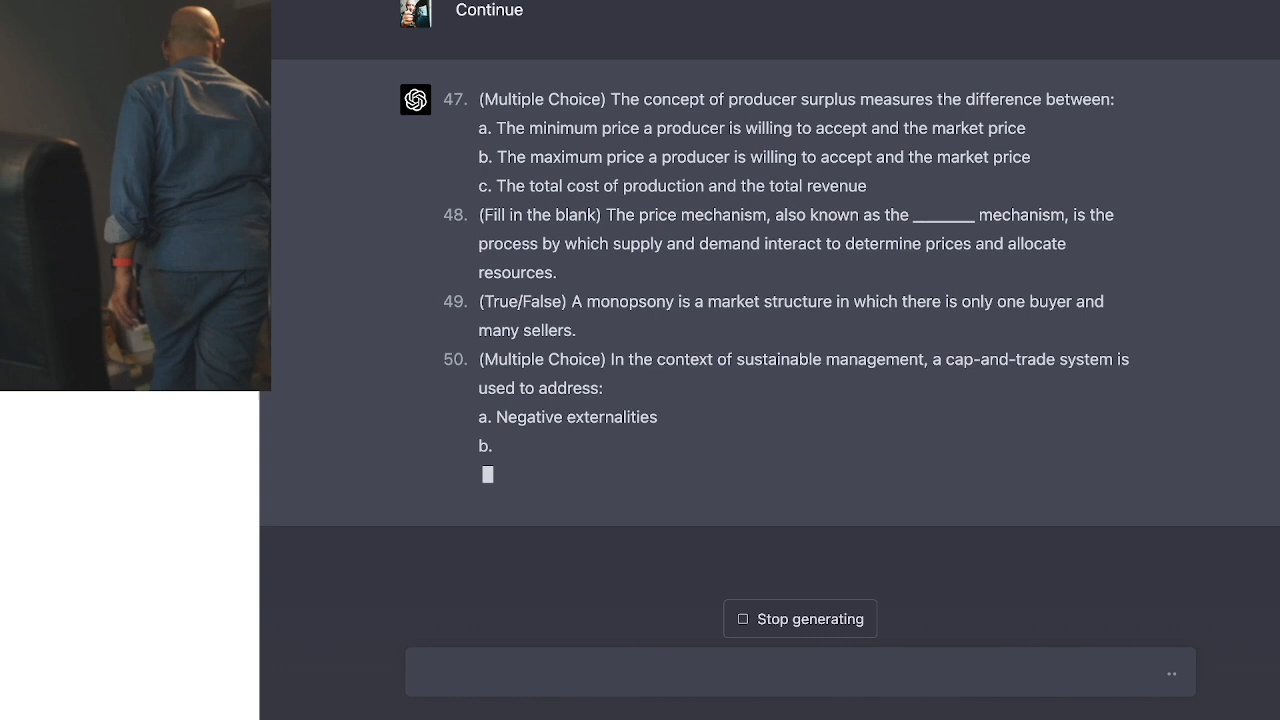 Continue
47. (Multiple Choice) The concept of producer surplus measures the difference between:
a. The minimum price a producer is willing to accept and the market price
b. The maximum price a producer is willing to accept and the market price
c. The total cost of production and the total revenue
48. (Fill in the blank) The price mechanism, also known as the ________ mechanism, is the
process by which supply and demand interact to determine prices and allocate
resources.
49. (True/False) A monopsony is a market structure in which there is only one buyer and
many sellers.
50. (Multiple Choice) In the context of sustainable management, a cap-and-trade system is
used to address:
a. Negative externalities
b.
Stop generating